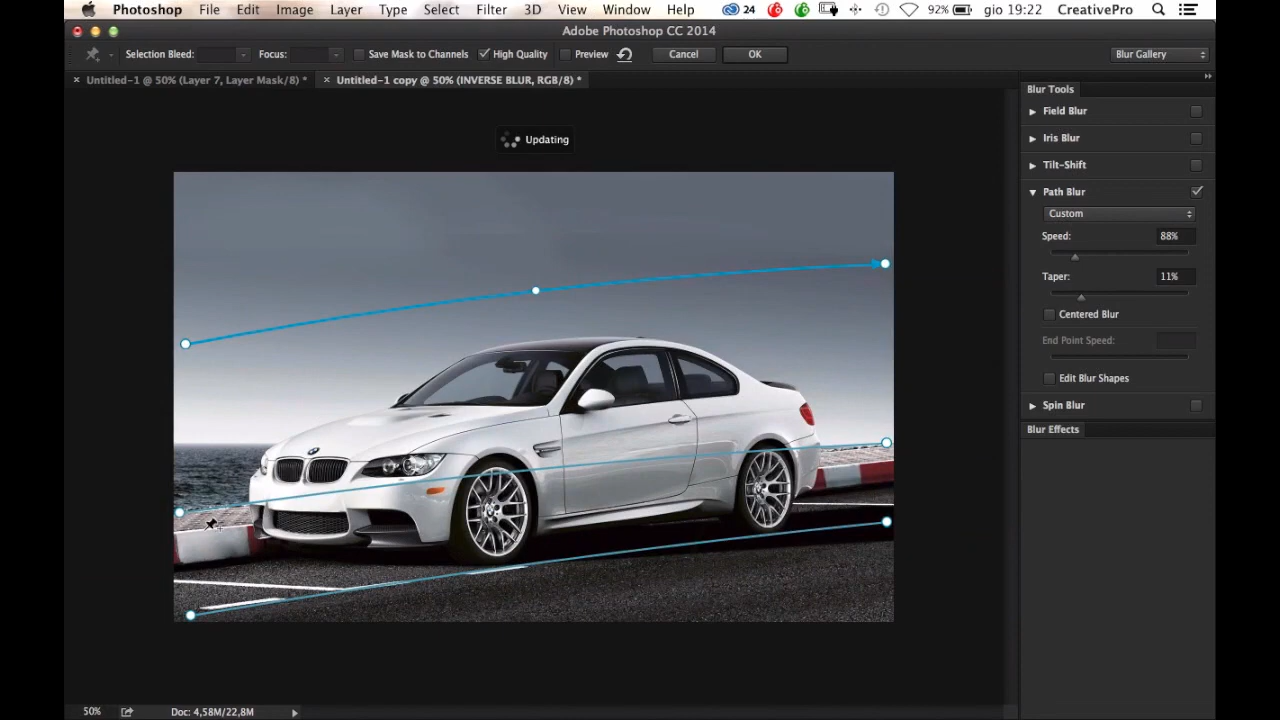 Photoshop File Edit Image Layer Type Select Filter 3D View Window Help 24 92% gio 19:22 CreativePro
Adobe Photoshop CC 2014
Selection Bleed: Focus: Save Mask to Channels High Quality Preview Cancel OK Blur Gallery
Untitled-1 @ 50% (Layer 7, Layer Mask/8) * Untitled-1 copy @ 50% (INVERSE BLUR, RGB/8) *
Blur Tools
Field Blur
Updating
Iris Blur
Tilt-Shift
Path Blur
Custom
Speed: 88%
Taper: 11%
Centered Blur
End Point Speed:
Edit Blur Shapes
Spin Blur
Blur Effects
50% Doc: 4,58M/22,8M